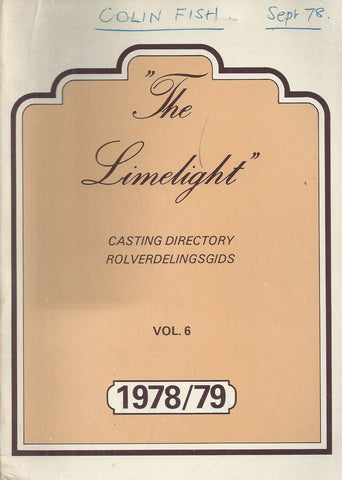 COLIN FISH Sept 78.
"The
Limelight"
CASTING DIRECTORY
ROLVERDELINGSGIDS
VOL. 6
1978/79